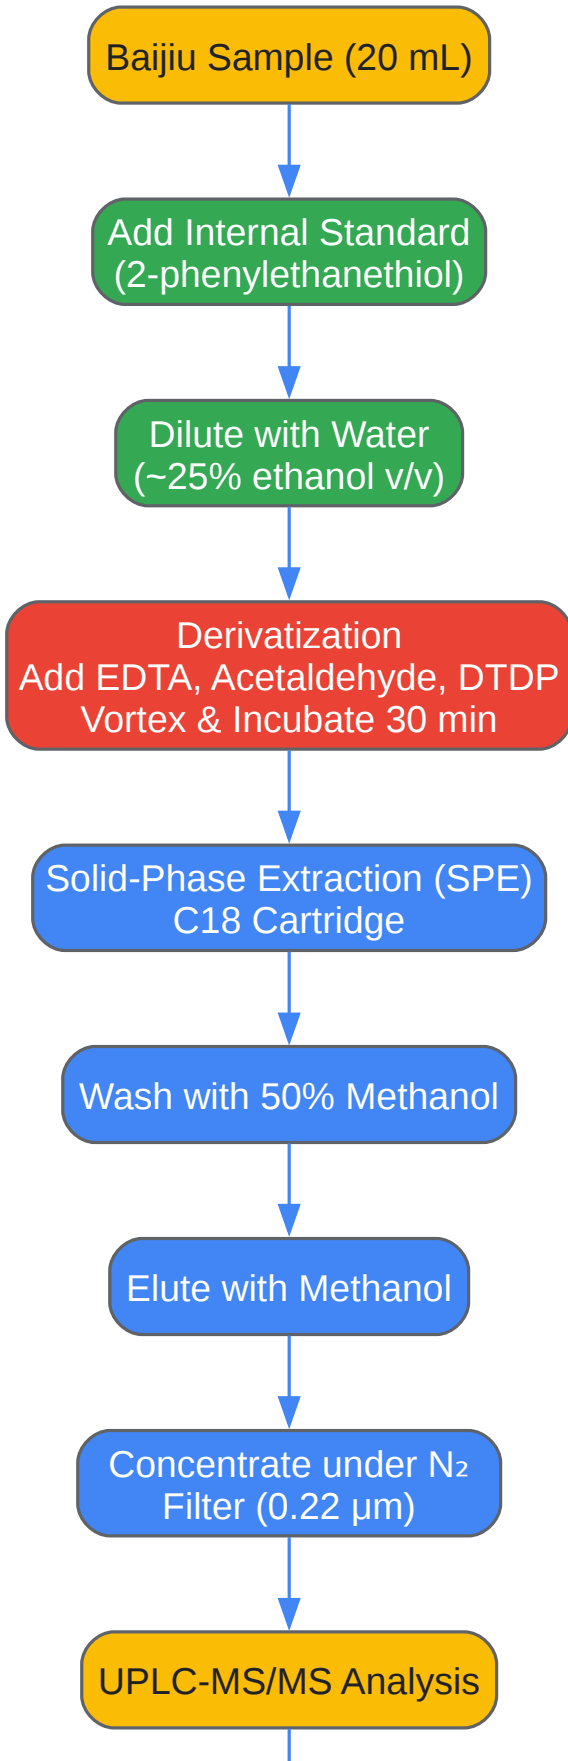 Baijiu Sample (20 mL)
Add Internal Standard
(2-phenylethanethiol)
Dilute with Water
(~25% ethanol v/v)
Derivatization
Add EDTA, Acetaldehyde, DTDP
Vortex & Incubate 30 min
Solid-Phase Extraction (SPE)
C18 Cartridge
Wash with 50% Methanol
Elute with Methanol
Concentrate under N₂
Filter (0.22 μm)
UPLC-MS/MS Analysis